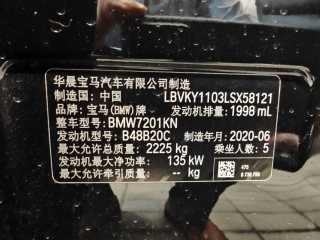 华晨宝马汽车有限公司制造
制造国：中国 LBVKY1103LSX58121
品牌：宝马(BMW)牌 发动机排量：1998 mL
整车型号：BMW7201KN
发动机型号：B48B20C 制造年月：2020-06
最大允许总质量：2225 kg 乘坐人数：5
发动机最大净功率：135 kW
最大允许牵引质量：-- kg
475